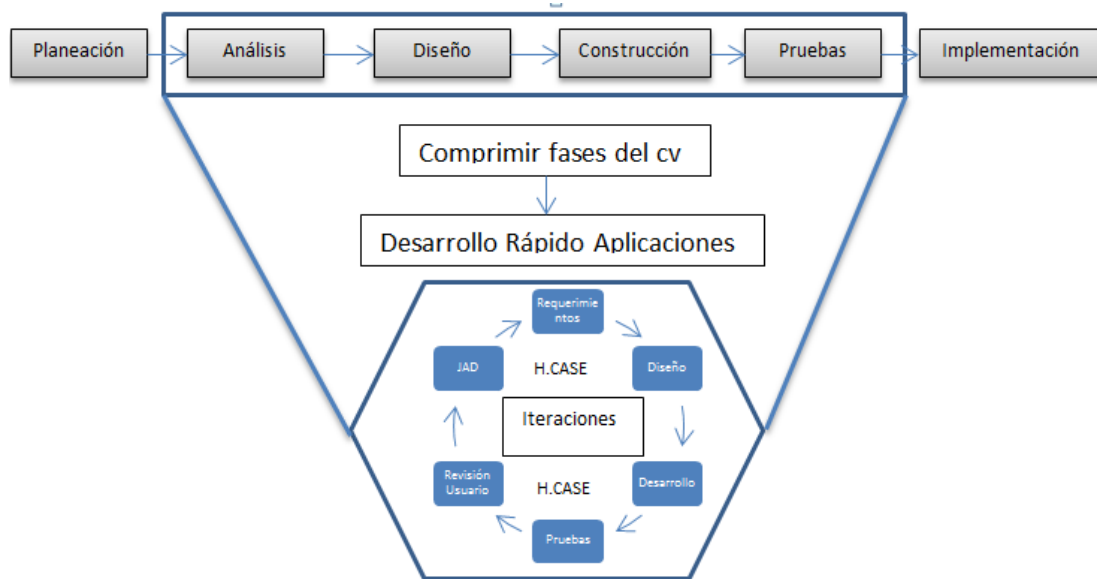 Planeación
Análisis
Diseño
Construcción
Pruebas
Implementación
Comprimir fases del cv
Desarrollo Rápido Aplicaciones
Requerimie
ntos
JAD
H.CASE
Diseño
Iteraciones
Revisión
Usuario
H.CASE
Desarrollo
Pruebas